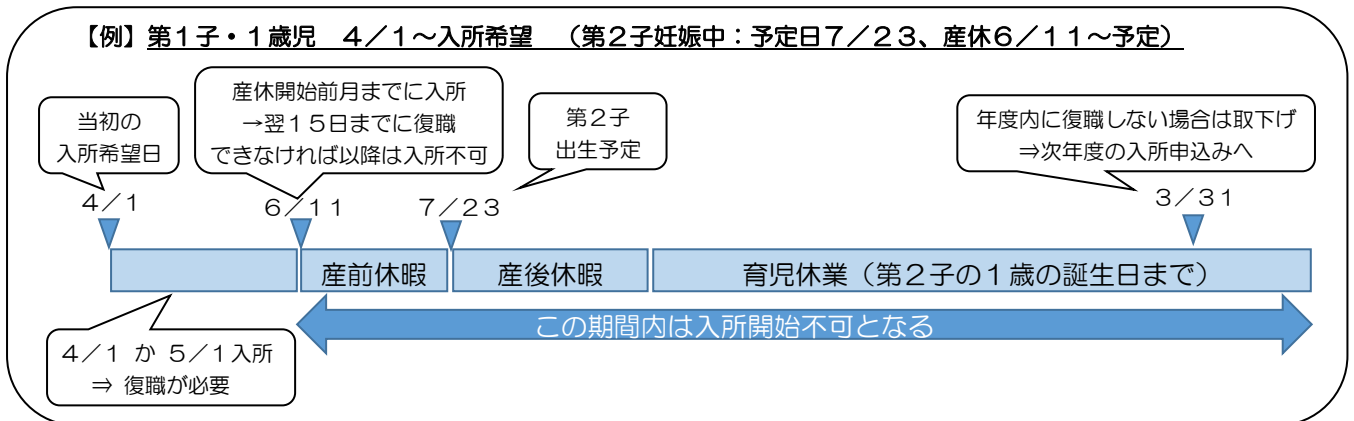 【例】第１子・１歳児　４／１～入所希望　（第２子妊娠中：予定日７／２３、産休６／１１～予定）
当初の
入所希望日
産休開始前月までに入所
→翌１５日までに復職
できなければ以降は入所不可
第２子
出生予定
年度内に復職しない場合は取下げ
⇒次年度の入所申込みへ
４／１
６／１１
７／２３
３／３１
産前休暇
産後休暇
育児休業（第２子の１歳の誕生日まで）
この期間内は入所開始不可となる
４／１ か ５／１入所
⇒ 復職が必要